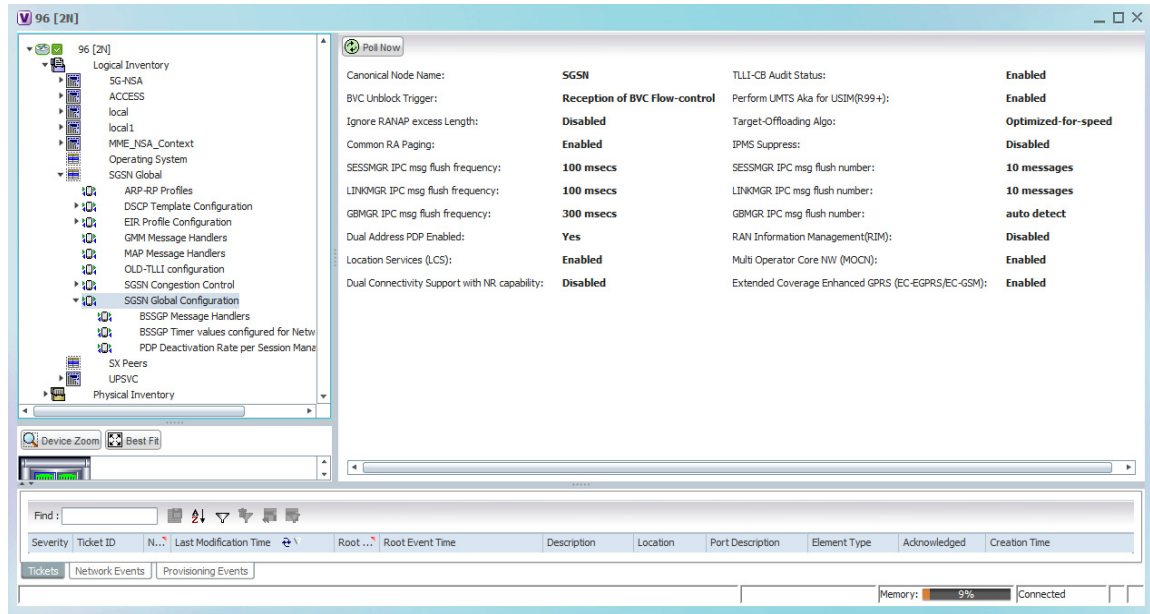 V 96 [2N]
96 [2N]
Logical Inventory
5G-NSA
ACCESS
local
local1
MME_NSA_Context
Operating System
SGSN Global
ARP-RP Profiles
DSCP Template Configuration
EIR Profile Configuration
GMM Message Handlers
MAP Message Handlers
OLD-TLLI configuration
SGSN Congestion Control
SGSN Global Configuration
BSSGP Message Handlers
BSSGP Timer values configured for Netw
PDP Deactivation Rate per Session Mana
SX Peers
UPSVC
Physical Inventory
Device Zoom Best Fit
Poll Now
Canonical Node Name: SGSN TLLI-CB Audit Status: Enabled
BVC Unblock Trigger: Reception of BVC Flow-control Perform UMTS Aka for USIM(R99+): Enabled
Ignore RANAP excess Length: Disabled Target-Offloading Algo: Optimized-for-speed
Common RA Paging: Enabled IPMS Suppress: Disabled
SESSMGR IPC msg flush frequency: 100 msecs SESSMGR IPC msg flush number: 10 messages
LINKMGR IPC msg flush frequency: 100 msecs LINKMGR IPC msg flush number: 10 messages
GBMGR IPC msg flush frequency: 300 msecs GBMGR IPC msg flush number: auto detect
Dual Address PDP Enabled: Yes RAN Information Management(RIM): Disabled
Location Services (LCS): Enabled Multi Operator Core NW (MOCN): Enabled
Dual Connectivity Support with NR capability: Disabled Extended Coverage Enhanced GPRS (EC-EGPRS/EC-GSM): Enabled
Find :
Severity Ticket ID N... Last Modification Time Root ... Root Event Time Description Location Port Description Element Type Acknowledged Creation Time
Tickets Network Events Provisioning Events
Memory: 9% Connected